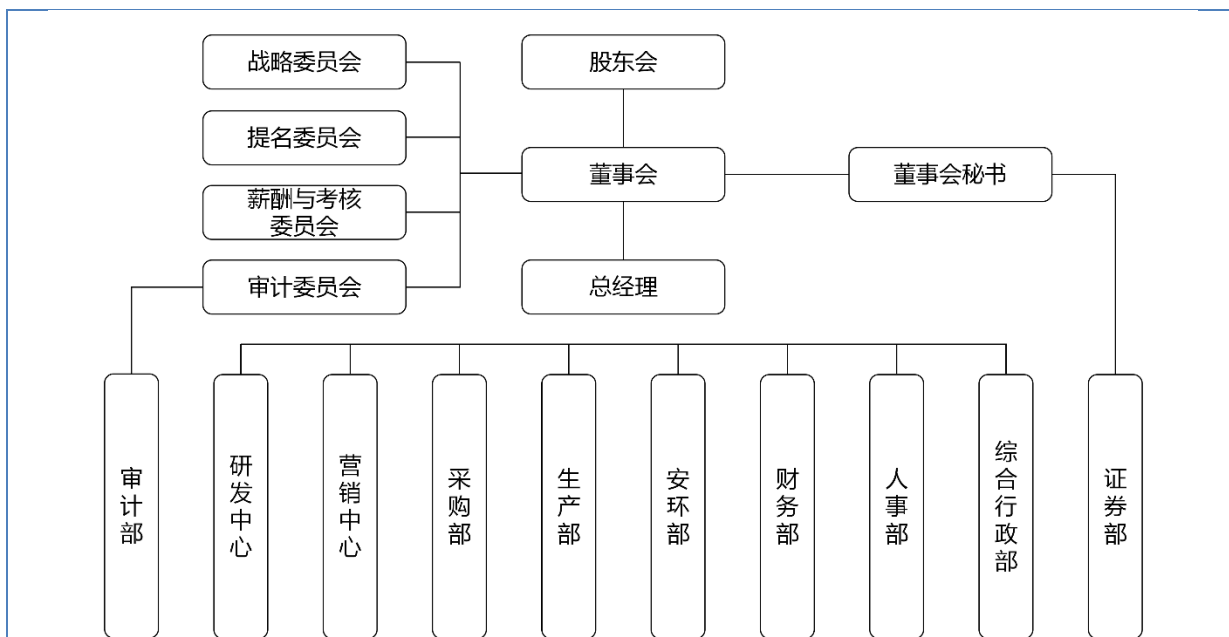 战略委员会
股东会
提名委员会
董事会
董事会秘书
薪酬与考核
委员会
审计委员会
总经理
审计部
研发中心
营销中心
采购部
生产部
安环部
财务部
人事部
综合行政部
证券部